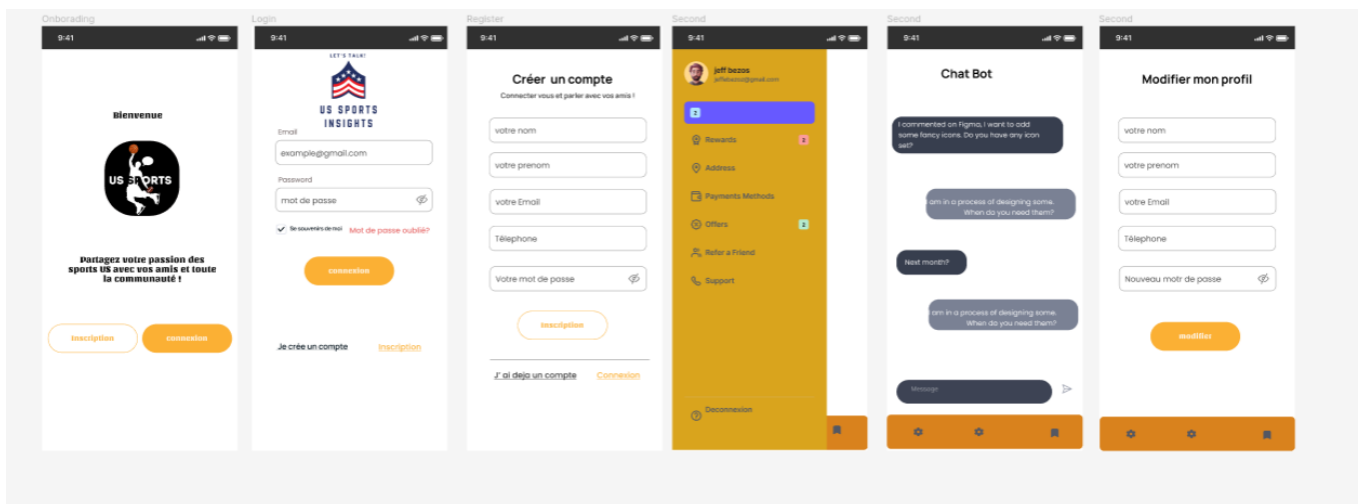 Onborading
9:41
Bienvenue
US SPORTS
Partagez votre passion des
sports US avec vos amis et toute
la communauté !
Inscription
connexion
Login
9:41
LET'S TALK!
US SPORTS
INSIGHTS
Email
example@gmail.com
Password
mot de passe
Se souvenirs de moi
Mot de passe oublié?
connexion
Je crée un compte
Inscription
Register
9:41
Créer un compte
Connecter vous et parler avec vos amis !
votre nom
votre prenom
votre Email
Télephone
Votre mot de passe
Inscription
J' ai deja un compte
Connexion
Second
9:41
jeff bezos
jeffbezos@gmail.com
2
Rewards
2
Address
Payments Methods
Offers
2
Refer a Friend
Support
Deconnexion
Second
9:41
Chat Bot
I commented on Figma, I want to add
some fancy icons. Do you have any icon
set?
I am in a process of designing some.
When do you need them?
Next month?
I am in a process of designing some.
When do you need them?
Message
Second
9:41
Modifier mon profil
votre nom
votre prenom
votre Email
Télephone
Nouveau motr de passe
modifier